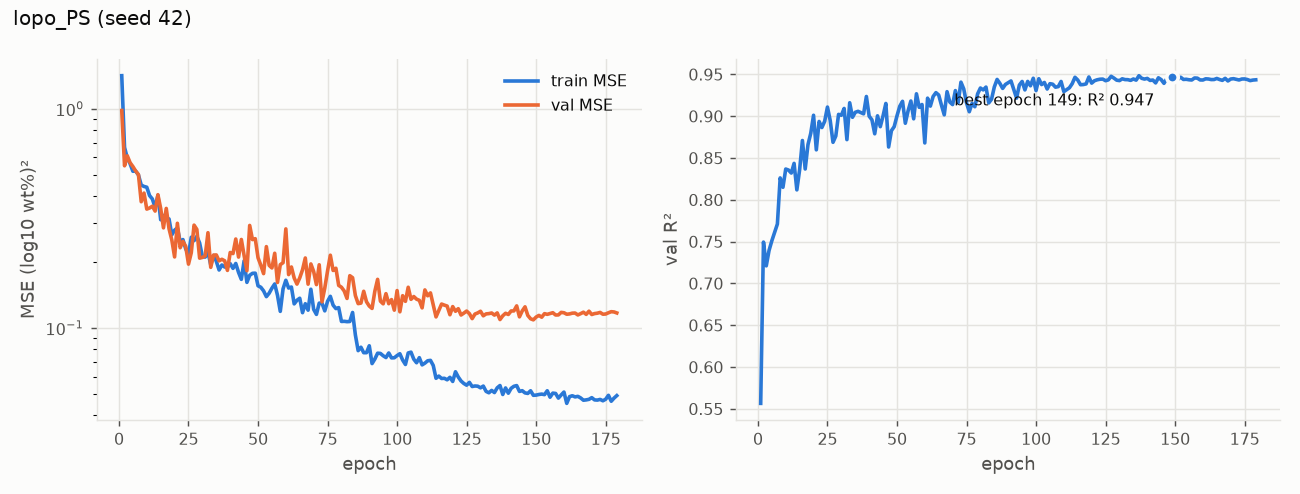 lopo_PS (seed 42)
train MSE
val MSE
10⁰
10⁻¹
MSE (log10 wt%)²
0 25 50 75 100 125 150 175
epoch
0.95
0.90
0.85
0.80
0.75
0.70
0.65
0.60
0.55
val R²
best epoch 149: R² 0.947
0 25 50 75 100 125 150 175
epoch